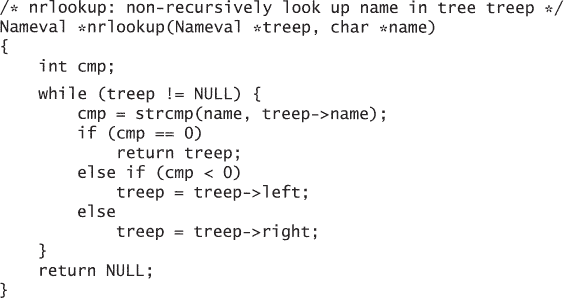 /* nrlookup: non-recursively look up name in tree treep */
Nameval *nrlookup(Nameval *treep, char *name)
{
    int cmp;
    while (treep != NULL) {
        cmp = strcmp(name, treep->name);
        if (cmp == 0)
            return treep;
        else if (cmp < 0)
            treep = treep->left;
        else
            treep = treep->right;
    }
    return NULL;
}